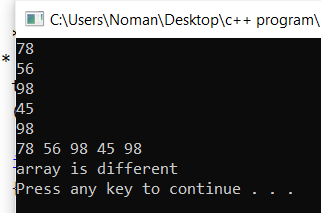 C:\Users\Noman\Desktop\c++ program\
*
78
56
98
45
98
78 56 98 45 98
array is different
Press any key to continue . . .